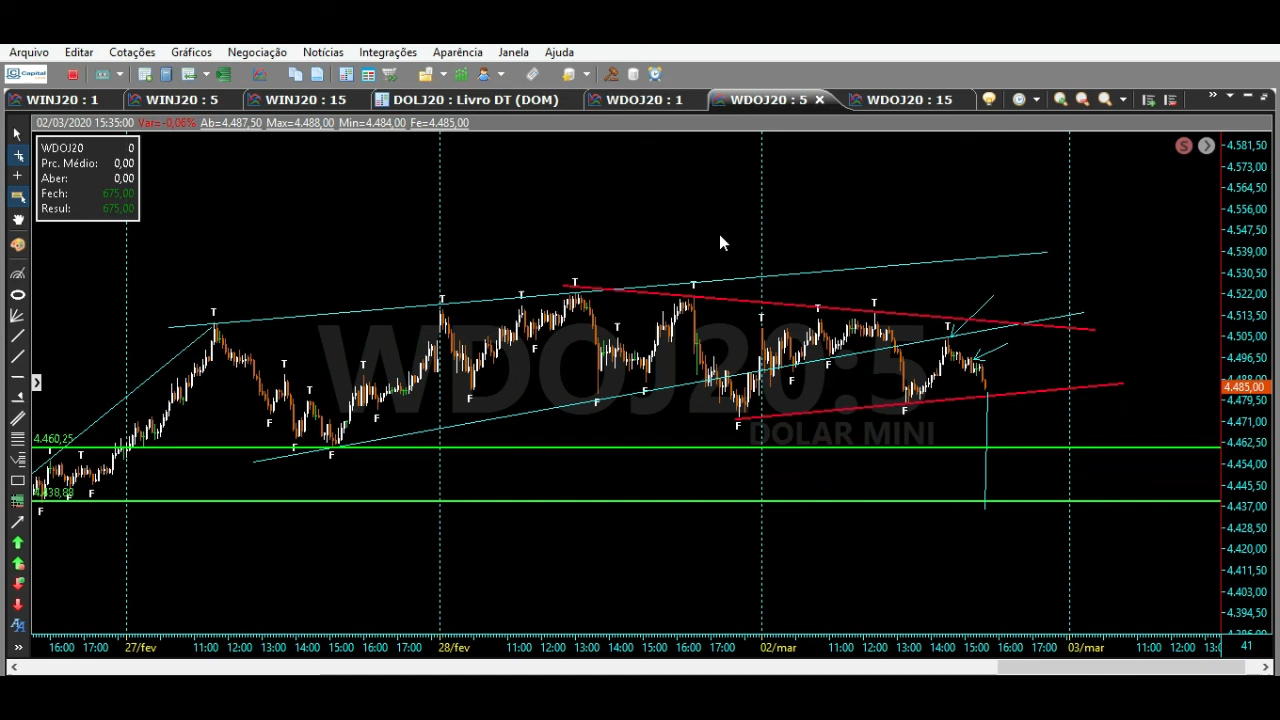 Arquivo Editar Cotações Gráficos Negociação Notícias Integrações Aparência Janela Ajuda
Capital
WINJ20 : 1 WINJ20 : 5 WINJ20 : 15 DOLJ20 : Livro DT (DOM) WDOJ20 : 1 WDOJ20 : 5 WDOJ20 : 15
02/03/2020 15:35:00 Var=-0,06% Ab=4.487,50 Max=4.488,00 Min=4.484,00 Fe=4.485,00
WDOJ20 0
Prc. Médio: 0,00
Aber: 0,00
Fech: 675,00
Resul: 675,00
S
4.581,50
4.573,00
4.564,50
4.556,00
4.547,50
4.539,00
4.530,50
4.522,00
4.513,50
4.505,00
4.496,50
4.485,00
4.479,50
4.471,00
4.462,50
4.454,00
4.445,50
4.437,00
4.428,50
4.420,00
4.411,50
4.403,00
4.394,50
WDOJ20:5
DOLAR MINI
4.460,25
T T T T T T T T T T T T T T T T T
F F F F F F F F F F F F F F F
16:00 17:00 27/fev 11:00 12:00 13:00 14:00 15:00 16:00 17:00 28/fev 11:00 12:00 13:00 14:00 15:00 16:00 17:00 02/mar 11:00 12:00 13:00 14:00 15:00 16:00 17:00 03/mar 11:00 12:00 41